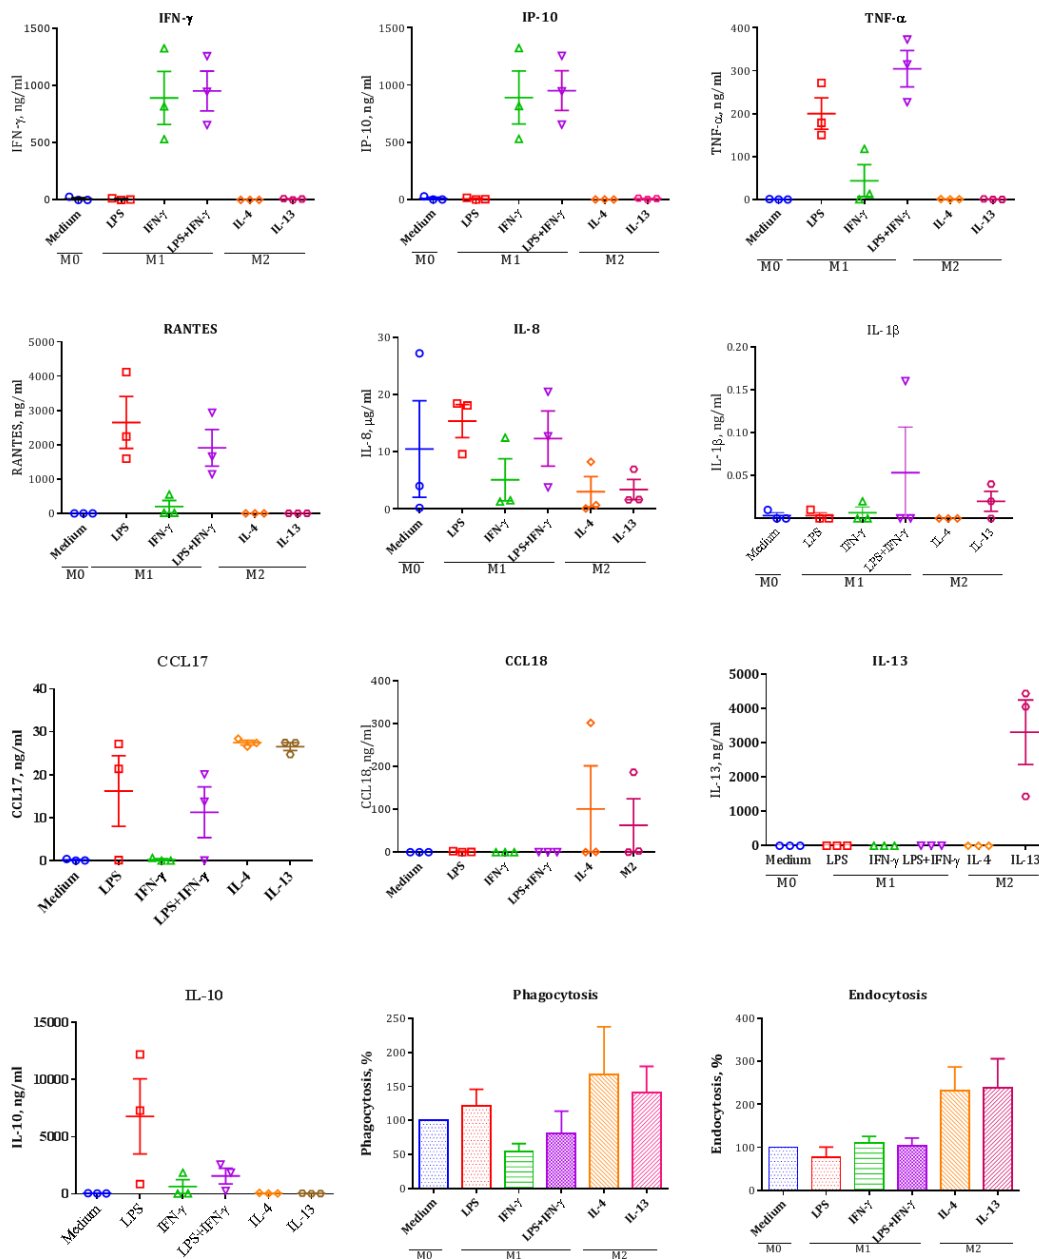 IFN-γ
IFN-γ, ng/ml
1500
1000
500
0
Medium
LPS
IFN-γ
LPS+IFN-γ
IL-4
IL-13
M0
M1
M2
IP-10
IP-10, ng/ml
1500
1000
500
0
Medium
LPS
IFN-γ
LPS+IFN-γ
IL-4
IL-13
M0
M1
M2
TNF-α
TNF-α, ng/ml
400
300
200
100
0
Medium
LPS
IFN-γ
LPS+IFN-γ
IL-4
IL-13
M0
M1
M2
RANTES
RANTES, ng/ml
5000
4000
3000
2000
1000
0
Medium
LPS
IFN-γ
LPS+IFN-γ
IL-4
IL-13
M0
M1
M2
IL-8
IL-8, μg/ml
30
20
10
0
Medium
LPS
IFN-γ
LPS+IFN-γ
IL-4
IL-13
M0
M1
M2
IL-1β
IL-1β, ng/ml
0.20
0.15
0.10
0.05
0
Medium
LPS
IFN-γ
LPS+IFN-γ
IL-4
IL-13
M0
M1
M2
CCL17
CCL17, ng/ml
40
30
20
10
0
Medium
LPS
IFN-γ
LPS+IFN-γ
IL-4
IL-13
CCL18
CCL18, ng/ml
400
300
200
100
0
Medium
LPS
IFN-γ
LPS+IFN-γ
IL-4
M2
IL-13
IL-13, ng/ml
5000
4000
3000
2000
1000
0
Medium
LPS
IFN-γ
LPS+IFN-γ
IL-4
IL-13
M0
M1
M2
IL-10
IL-10, ng/ml
15000
10000
5000
0
Medium
LPS
IFN-γ
LPS+IFN-γ
IL-4
IL-13
Phagocytosis
Phagocytosis, %
250
200
150
100
50
0
Medium
LPS
IFN-γ
LPS+IFN-γ
IL-4
IL-13
M0
M1
M2
Endocytosis
Endocytosis, %
400
300
200
100
0
Medium
LPS
IFN-γ
LPS+IFN-γ
IL-4
IL-13
M0
M1
M2